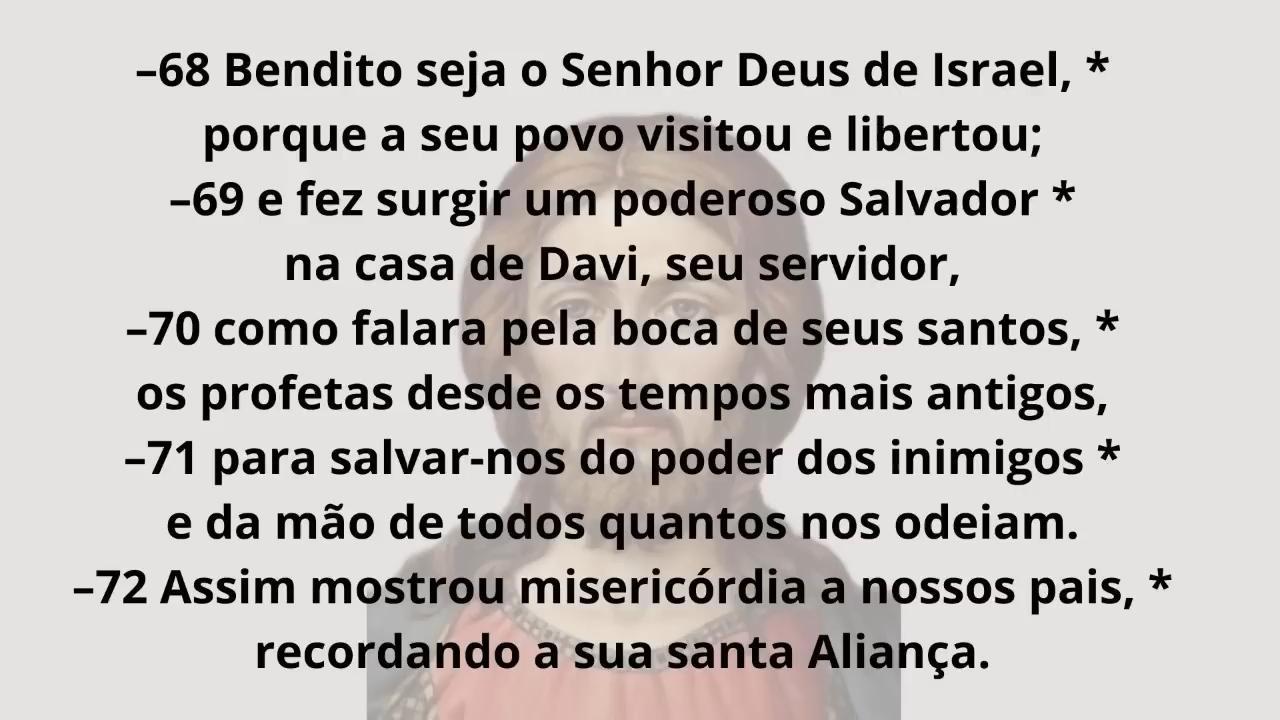 –68 Bendito seja o Senhor Deus de Israel, *
porque a seu povo visitou e libertou;
–69 e fez surgir um poderoso Salvador *
na casa de Davi, seu servidor,
–70 como falara pela boca de seus santos, *
os profetas desde os tempos mais antigos,
–71 para salvar-nos do poder dos inimigos *
e da mão de todos quantos nos odeiam.
–72 Assim mostrou misericórdia a nossos pais, *
recordando a sua santa Aliança.